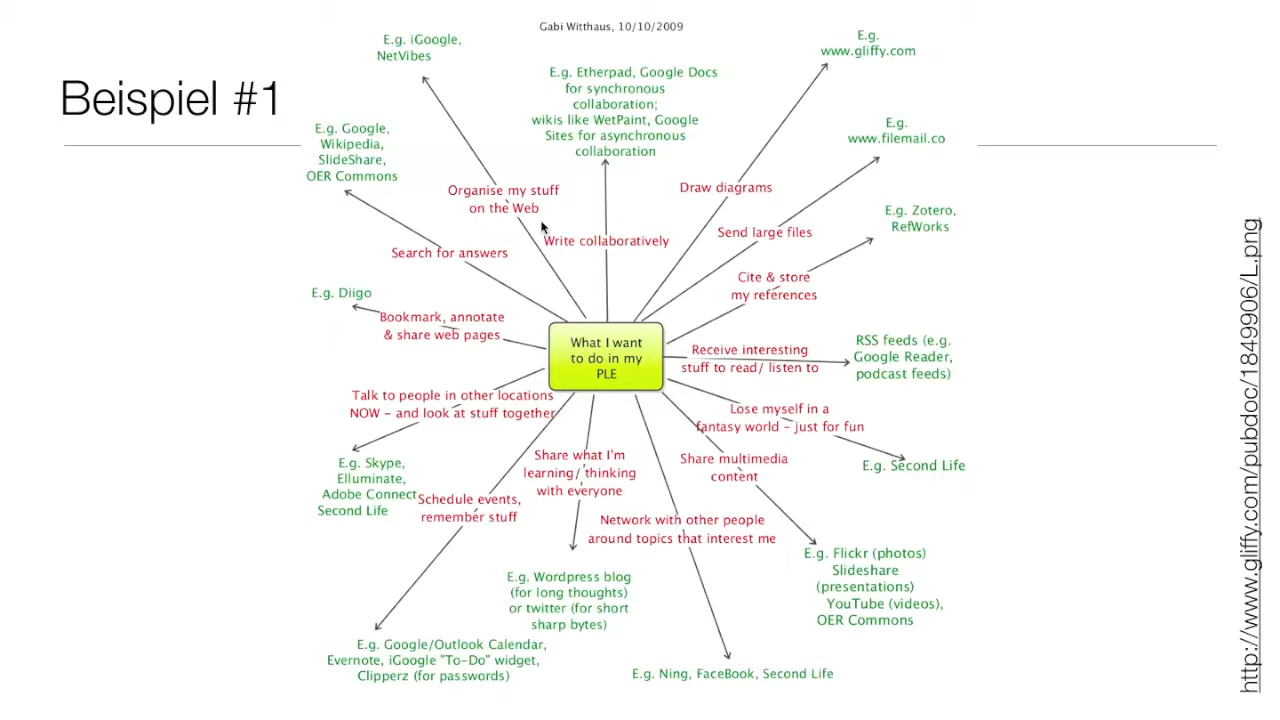 Gabi Witthaus, 10/10/2009
Beispiel #1
E.g. iGoogle,
NetVibes
E.g. Etherpad, Google Docs
for synchronous
collaboration;
wikis like WetPaint, Google
Sites for asynchronous
collaboration
E.g.
www.gliffy.com
E.g.
www.filemail.co
E.g. Google,
Wikipedia,
SlideShare,
OER Commons
Organise my stuff
on the Web
Write collaboratively
Draw diagrams
Send large files
E.g. Zotero,
RefWorks
Search for answers
Cite & store
my references
E.g. Diigo
Bookmark, annotate
& share web pages
What I want
to do in my
PLE
Receive interesting
stuff to read/ listen to
RSS feeds (e.g.
Google Reader,
podcast feeds)
Talk to people in other locations
NOW - and look at stuff together
Lose myself in a
fantasy world - just for fun
E.g. Second Life
E.g. Skype,
Elluminate,
Adobe Connect
Second Life
Schedule events,
remember stuff
Share what I'm
learning/ thinking
with everyone
Share multimedia
content
Network with other people
around topics that interest me
E.g. Flickr (photos)
Slideshare
(presentations)
YouTube (videos),
OER Commons
E.g. Wordpress blog
(for long thoughts)
or twitter (for short
sharp bytes)
E.g. Google/Outlook Calendar,
Evernote, iGoogle "To-Do" widget,
Clipperz (for passwords)
E.g. Ning, FaceBook, Second Life
http://www.gliffy.com/pubdoc/1849906/L.png